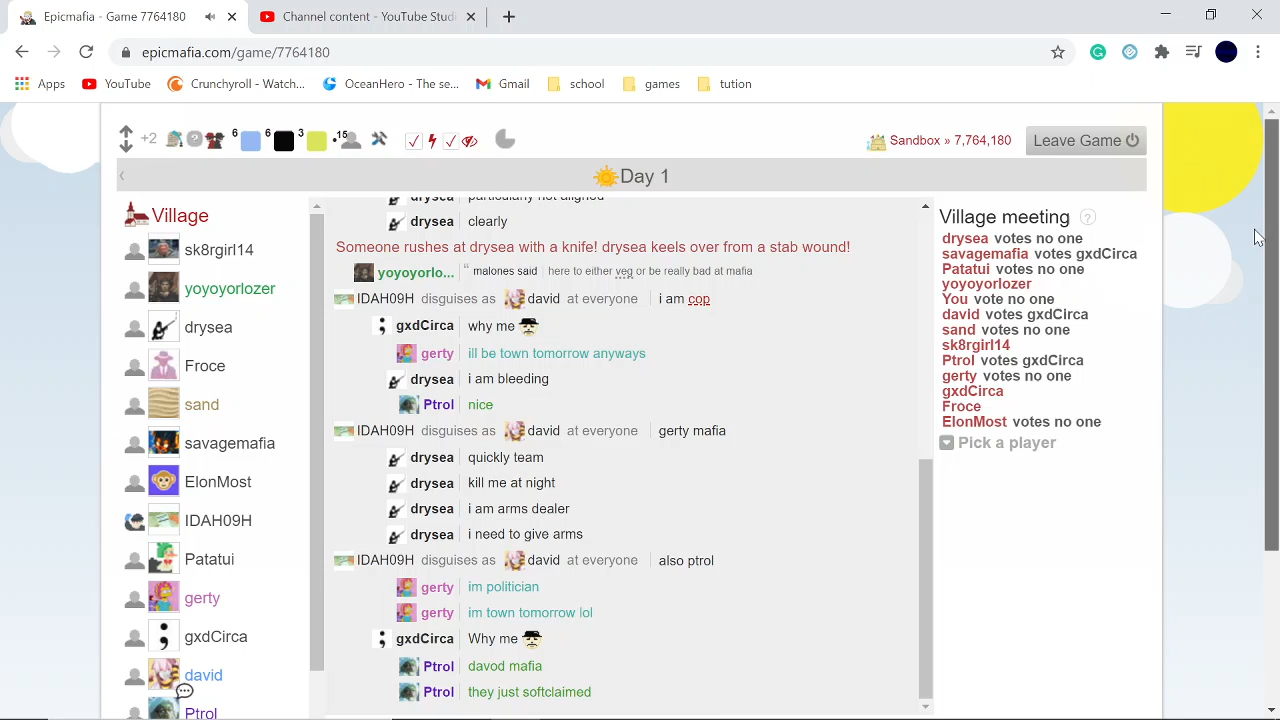 Epicmafia - 7764180
Channel content - YouTube Studi
epicmafia.com/game/7764180
Apps YouTube Crunchyroll - Watch... OceanHero - The se... Gmail school games tution
+2 6 6 3 .15 Sandbox » 7,764,180 Leave Game
Day 1
Village
sk8rgirl14
yoyoyorlozer
drysea
Froce
sand
savagemafia
ElonMost
IDAH09H
Patatui
gerty
gxdCirca
david
Ptrol
drysea particularly not aligned
drysea clearly
Someone rushes at drysea with a knife! drysea keels over from a stab wound!
yoyoyorlo... “ malones said here to either veg or be really bad at mafia
IDAH09H disguises as david at everyone i am cop
gxdCirca why me
gerty ill be town tomorrow anyways
drysea i am bleeding
Ptrol nice
IDAH09H disguises as david at everyone gerty mafia
drysea quickly team
drysea kill me at night
drysea i am arms dealer
drysea i need to give arms
IDAH09H disguises as david at everyone also ptrol
gerty im politician
gerty im town tomorrow lol
gxdCirca Why me
Ptrol davod mafia
Ptrol they just softclaimed
Village meeting ?
drysea votes no one
savagemafia votes gxdCirca
Patatui votes no one
yoyoyorlozer
You vote no one
david votes gxdCirca
sand votes no one
sk8rgirl14
Ptrol votes gxdCirca
gerty votes no one
gxdCirca
Froce
ElonMost votes no one
Pick a player